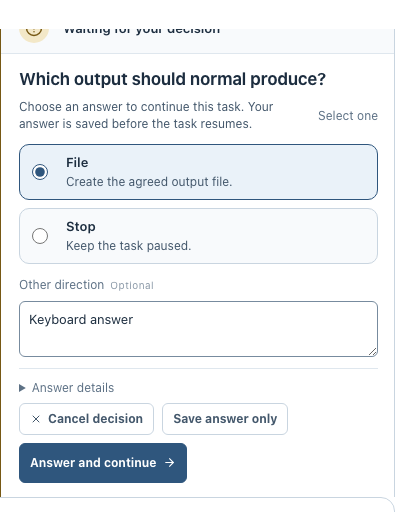 Waiting for your decision
Which output should normal produce?
Choose an answer to continue this task. Your
answer is saved before the task resumes.
Select one
File
Create the agreed output file.
Stop
Keep the task paused.
Other direction Optional
Keyboard answer
Answer details
Cancel decision
Save answer only
Answer and continue